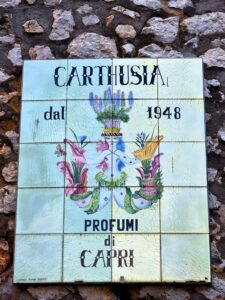 CARTHUSIA
dal 1948
PROFUMI
di
CAPRI